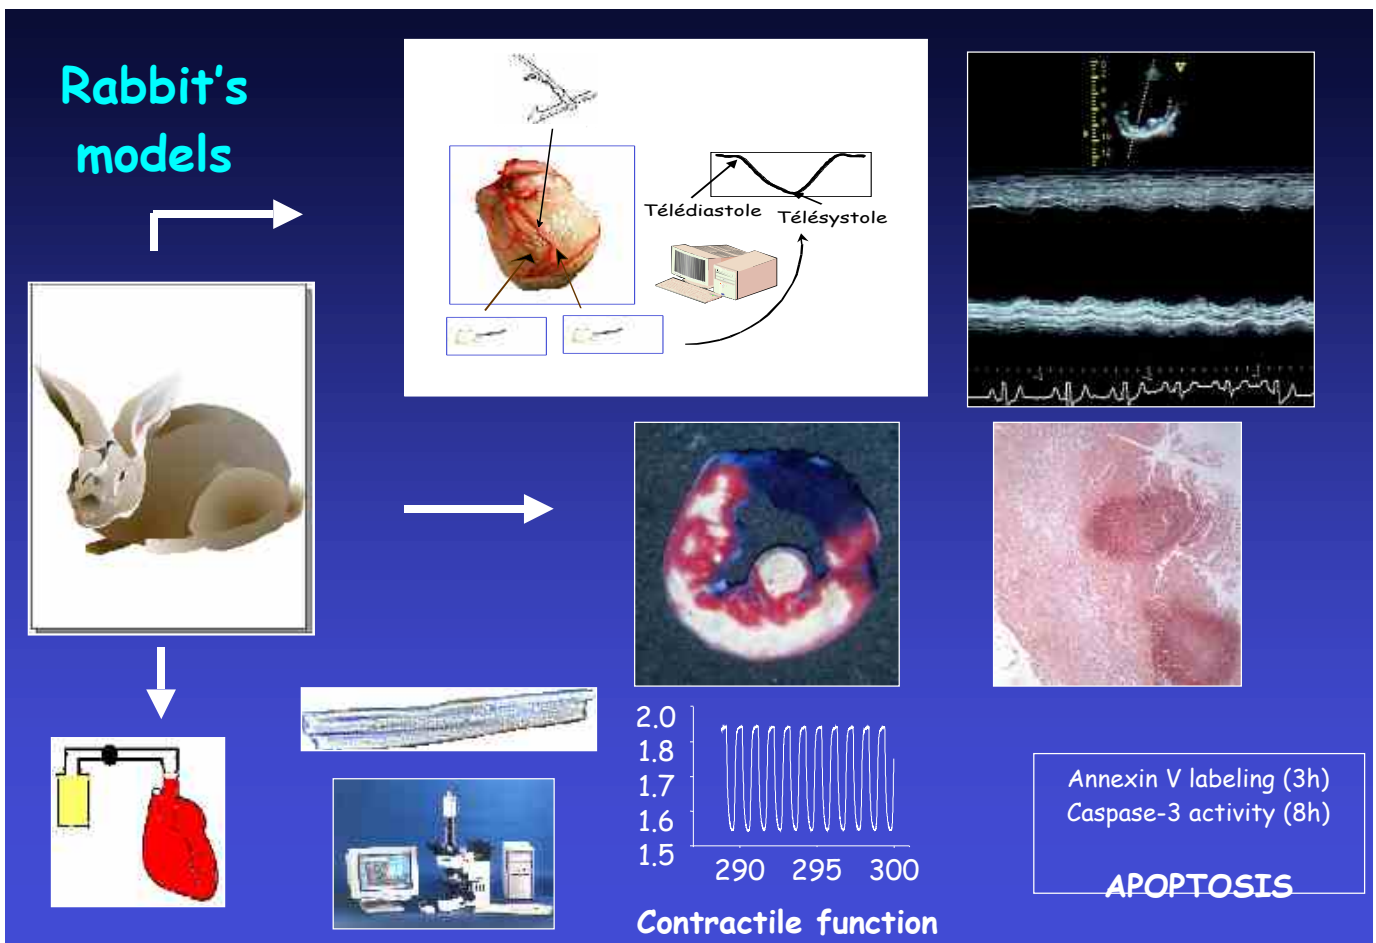 Rabbit's
models
Télédiastole
Télésystole
2.0
1.8
1.7
1.6
1.5
290 295 300
Contractile function
Annexin V labeling (3h)
Caspase-3 activity (8h)
APOPTOSIS